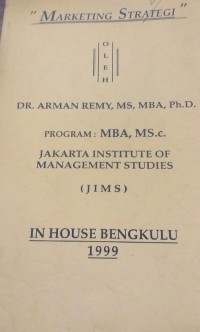 " MARKETING STRATEGI "
O
L
E
H
DR. ARMAN REMY, MS, MBA, Ph.D.
PROGRAM : MBA, MS.c.
JAKARTA INSTITUTE OF
MANAGEMENT STUDIES
( J I M S )
IN HOUSE BENGKULU
1999